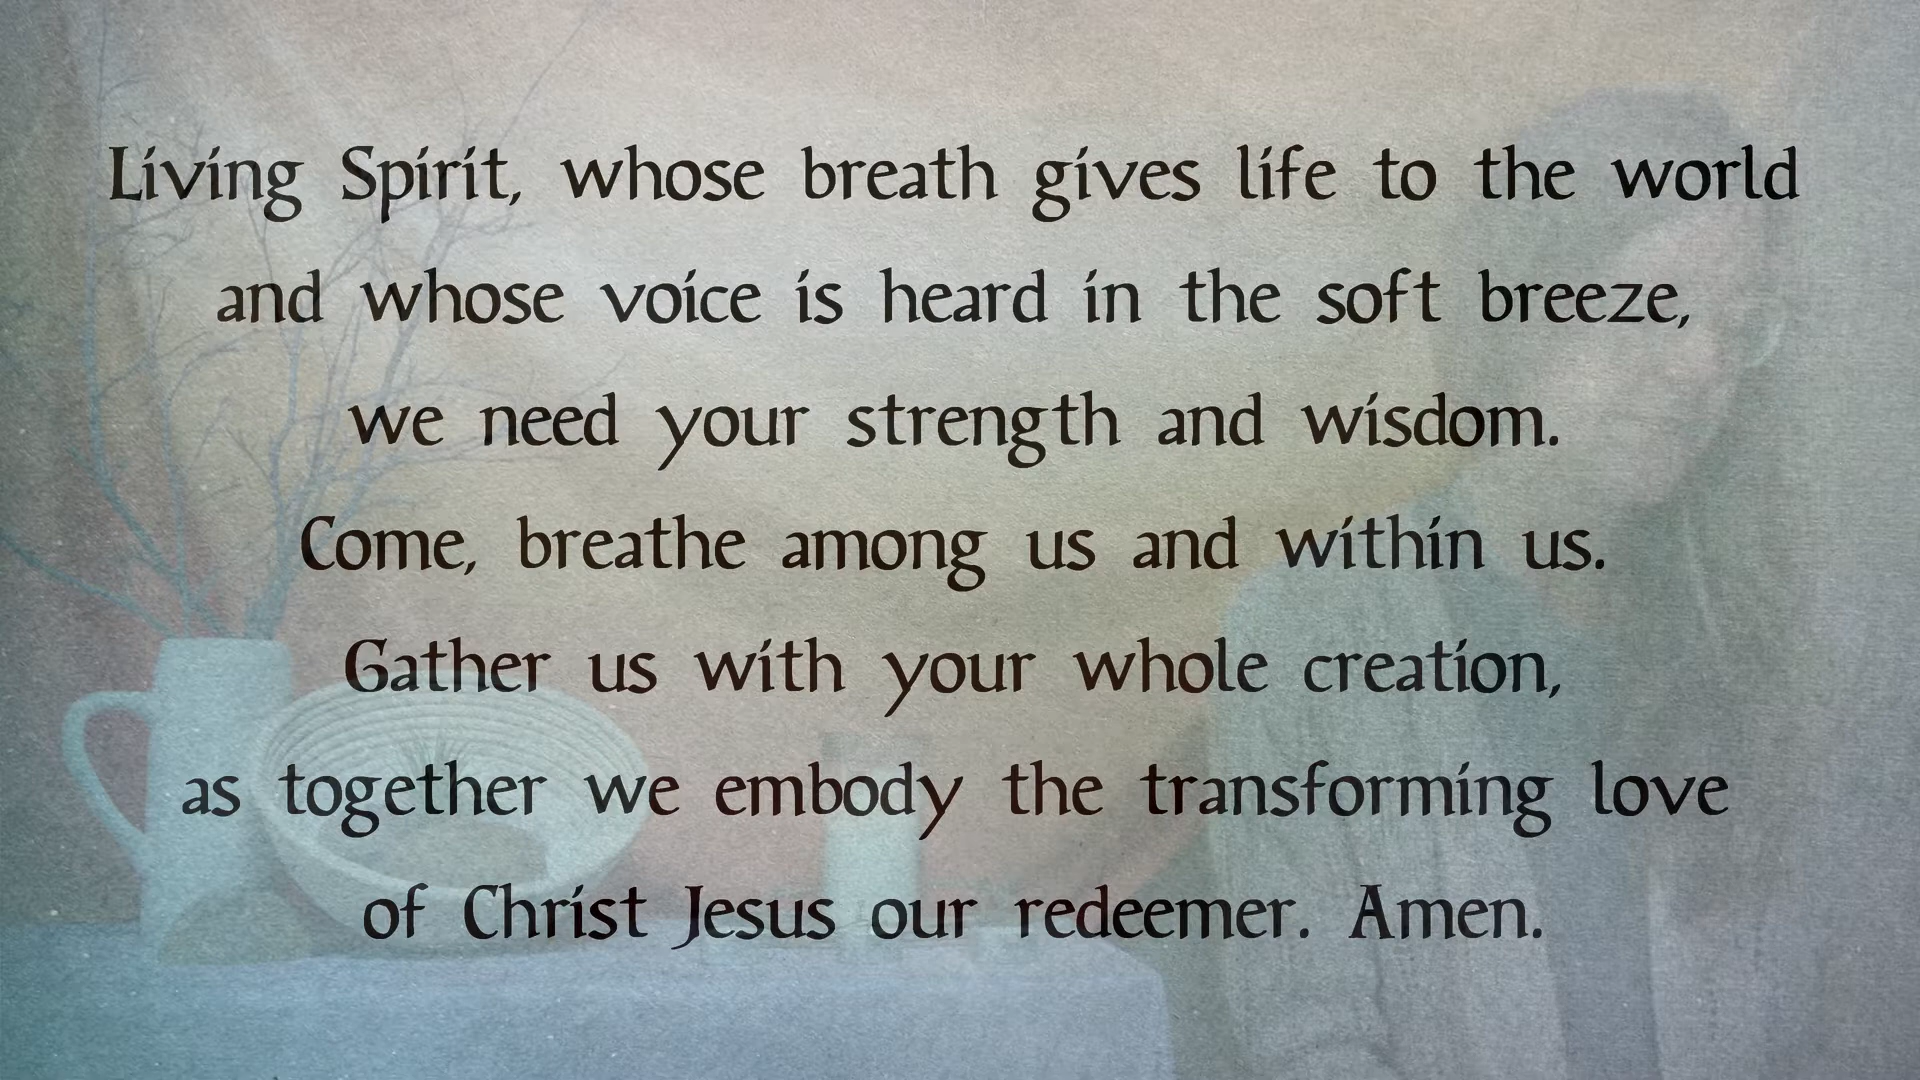 Living Spirit, whose breath gives life to the world
and whose voice is heard in the soft breeze,
we need your strength and wisdom.
Come, breathe among us and within us.
Gather us with your whole creation,
as together we embody the transforming love
of Christ Jesus our redeemer. Amen.